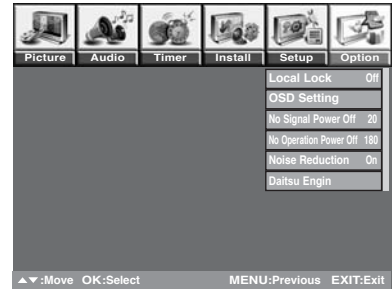 Picture Audio Timer Install Setup Option
Local Lock Off
OSD Setting
No Signal Power Off 20
No Operation Power Off 180
Noise Reduction On
Daitsu Engin
▲▼:Move OK:Select MENU:Previous EXIT:Exit